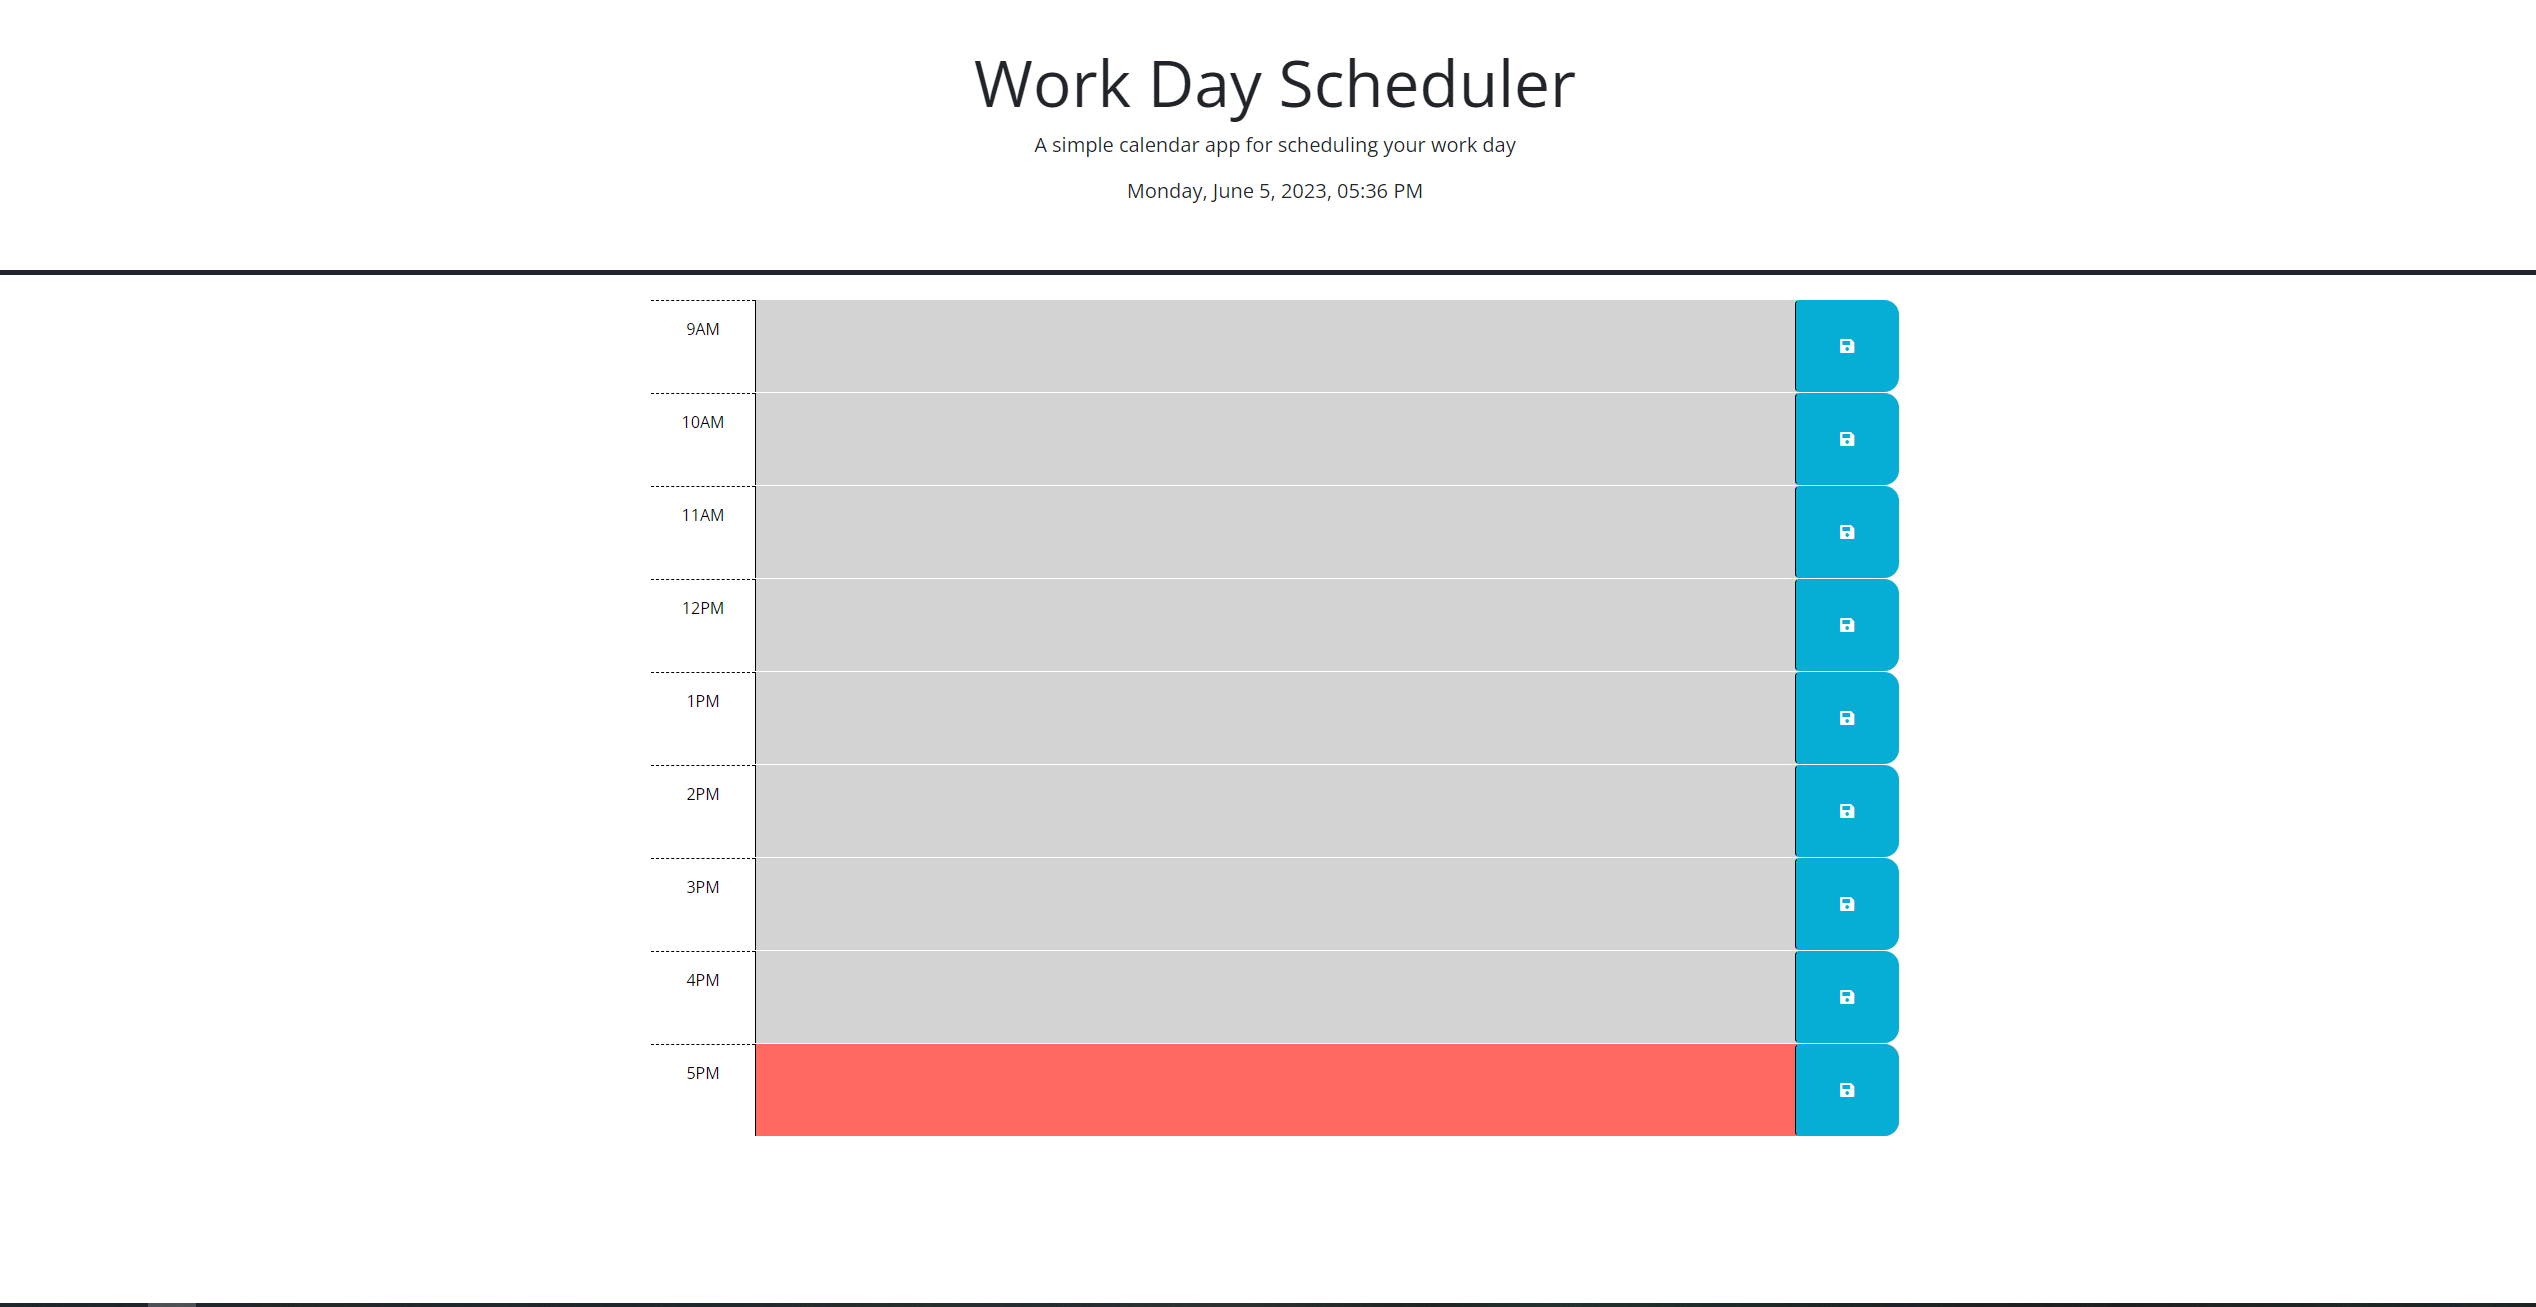 Work Day Scheduler
A simple calendar app for scheduling your work day
Monday, June 5, 2023, 05:36 PM
9AM
10AM
11AM
12PM
1PM
2PM
3PM
4PM
5PM